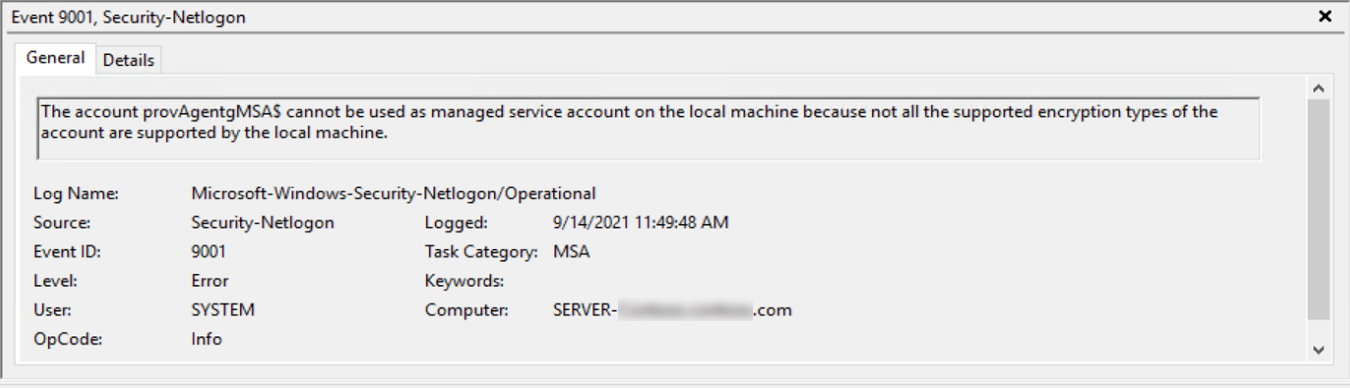 Event 9001, Security-Netlogon
General Details
The account provAgentgMSA$ cannot be used as managed service account on the local machine because not all the supported encryption types of the
account are supported by the local machine.
Log Name: Microsoft-Windows-Security-Netlogon/Operational
Source: Security-Netlogon Logged: 9/14/2021 11:49:48 AM
Event ID: 9001 Task Category: MSA
Level: Error Keywords:
User: SYSTEM Computer: SERVER- .com
OpCode: Info